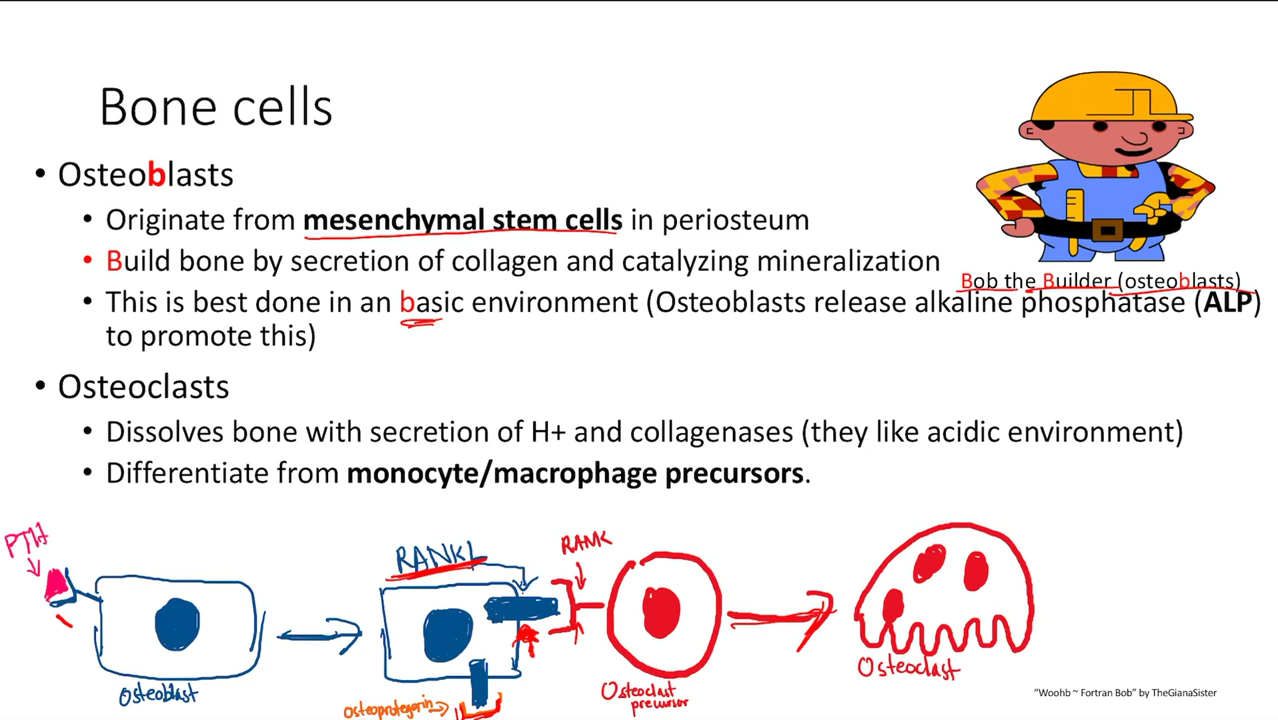 Bone cells
• Osteoblasts
• Originate from mesenchymal stem cells in periosteum
• Build bone by secretion of collagen and catalyzing mineralization
Bob the Builder (osteoblasts)
• This is best done in an basic environment (Osteoblasts release alkaline phosphatase (ALP)
to promote this)
• Osteoclasts
• Dissolves bone with secretion of H+ and collagenases (they like acidic environment)
• Differentiate from monocyte/macrophage precursors.
PTH
RANKL
RANK
Osteoblast
Osteoprotegerin
Osteoclast
precursor
Osteoclast
"Woohb ~ Fortran Bob" by TheGianaSister